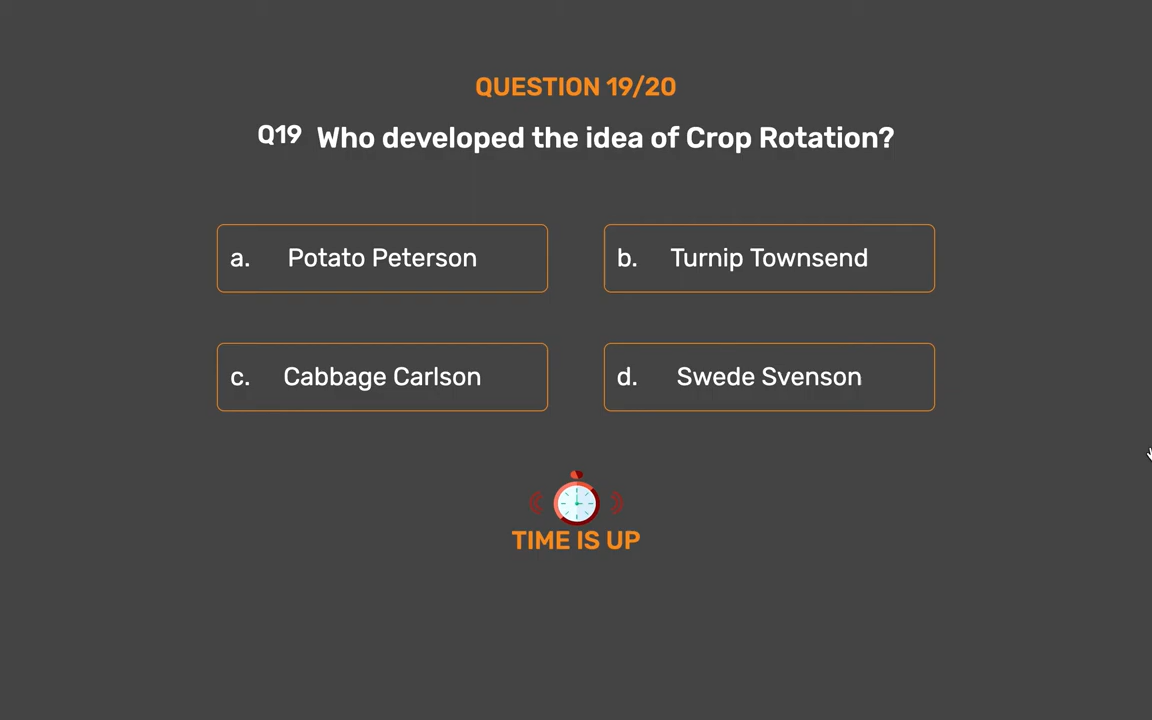 QUESTION 19/20
Q19 Who developed the idea of Crop Rotation?
a. Potato Peterson
b. Turnip Townsend
c. Cabbage Carlson
d. Swede Svenson
TIME IS UP